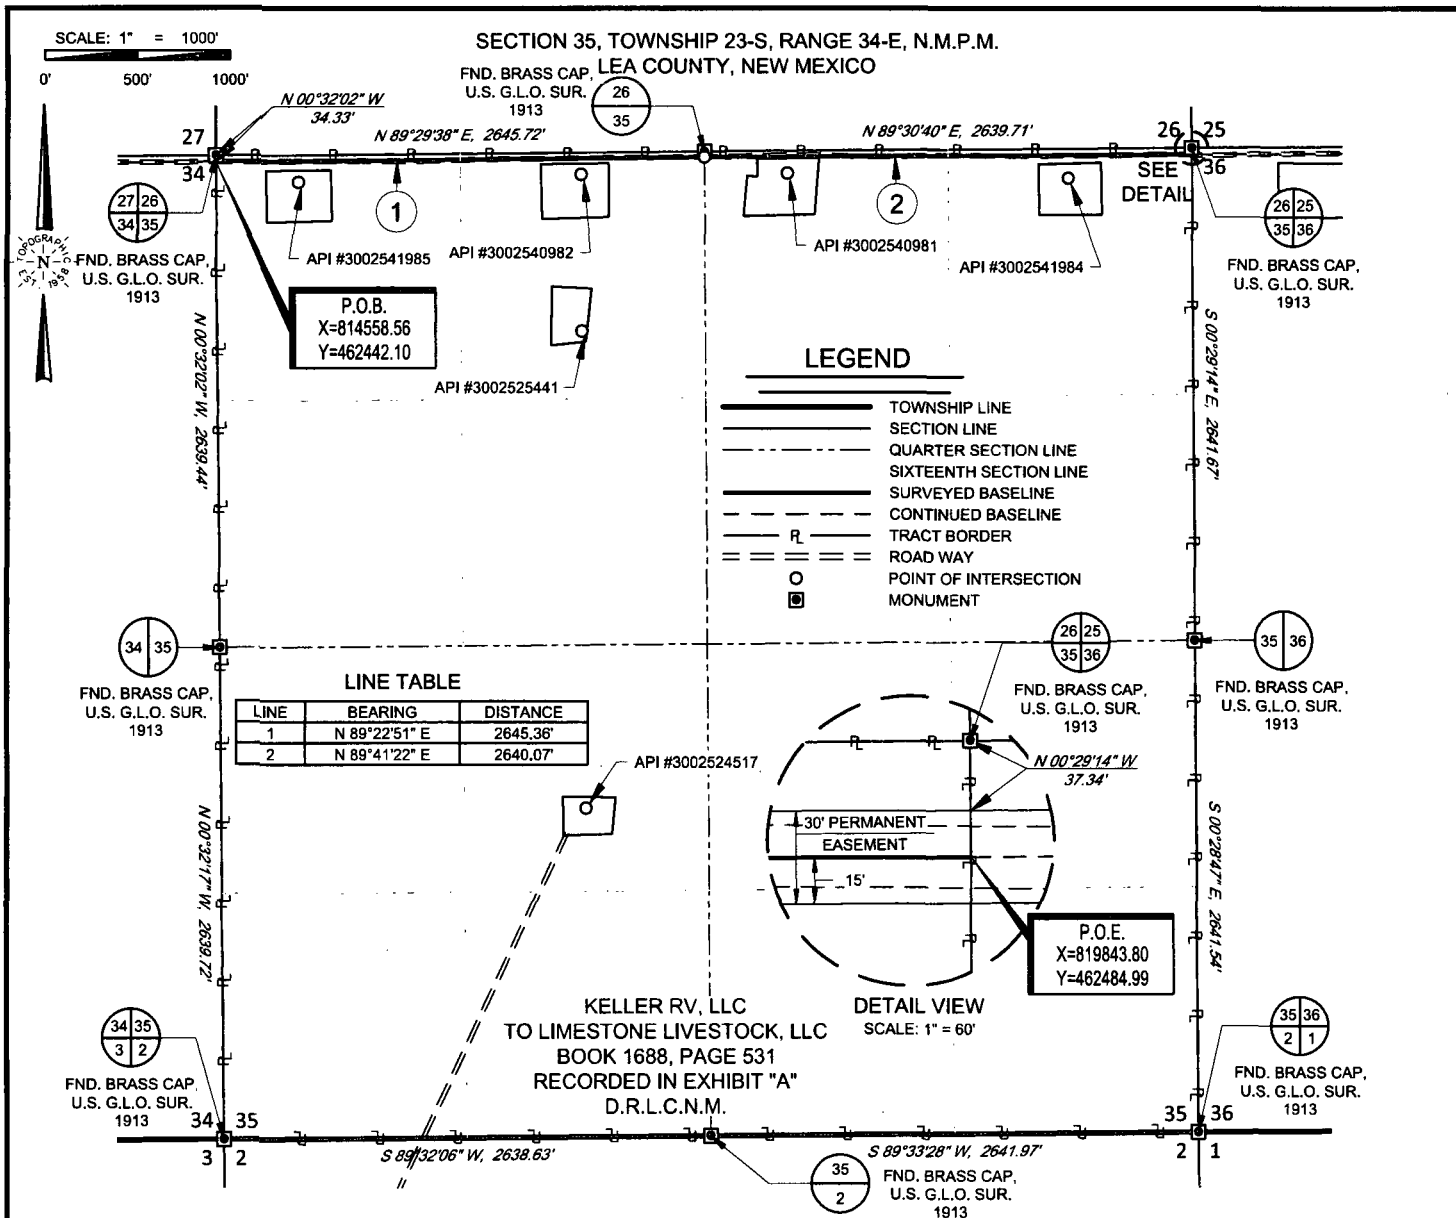 SCALE: 1" = 1000'
0' 500' 1000'
SECTION 35, TOWNSHIP 23-S, RANGE 34-E, N.M.P.M.
LEA COUNTY, NEW MEXICO
FND. BRASS CAP,
U.S. G.L.O. SUR.
1913
26
35
N 00°32'02" W
34.33'
N 89°29'38" E, 2645.72'
N 89°30'40" E, 2639.71'
27
34
26 25
36
SEE
DETAIL
27 26
34 35
FND. BRASS CAP,
U.S. G.L.O. SUR.
1913
TOPOGRAPHIC
N
EST. 1958
1
2
API #3002541985
API #3002540982
API #3002540981
API #3002541984
26 25
35 36
FND. BRASS CAP,
U.S. G.L.O. SUR.
1913
P.O.B.
X=814558.56
Y=462442.10
API #3002525441
N 00°32'02" W, 2639.44'
S 00°29'14" E, 2641.67'
LEGEND
TOWNSHIP LINE
SECTION LINE
QUARTER SECTION LINE
SIXTEENTH SECTION LINE
SURVEYED BASELINE
CONTINUED BASELINE
TRACT BORDER
ROAD WAY
POINT OF INTERSECTION
MONUMENT
34 35
FND. BRASS CAP,
U.S. G.L.O. SUR.
1913
26 25
35 36
FND. BRASS CAP,
U.S. G.L.O. SUR.
1913
35 36
FND. BRASS CAP,
U.S. G.L.O. SUR.
1913
LINE TABLE
LINE BEARING DISTANCE
1 N 89°22'51" E 2645.36'
2 N 89°41'22" E 2640.07'
API #3002524517
N 00°29'14" W
37.34'
30' PERMANENT
EASEMENT
15'
N 00°32'17" W, 2639.72'
S 00°28'47" E, 2641.54'
P.O.E.
X=819843.80
Y=462484.99
DETAIL VIEW
SCALE: 1" = 60'
KELLER RV, LLC
TO LIMESTONE LIVESTOCK, LLC
BOOK 1688, PAGE 531
RECORDED IN EXHIBIT "A"
D.R.L.C.N.M.
34 35
3 2
FND. BRASS CAP,
U.S. G.L.O. SUR.
1913
34 35
3 2
35 36
2 1
FND. BRASS CAP,
U.S. G.L.O. SUR.
1913
35 36
2 1
S 89°32'06" W, 2638.63'
S 89°33'28" W, 2641.97'
35
2
FND. BRASS CAP,
U.S. G.L.O. SUR.
1913